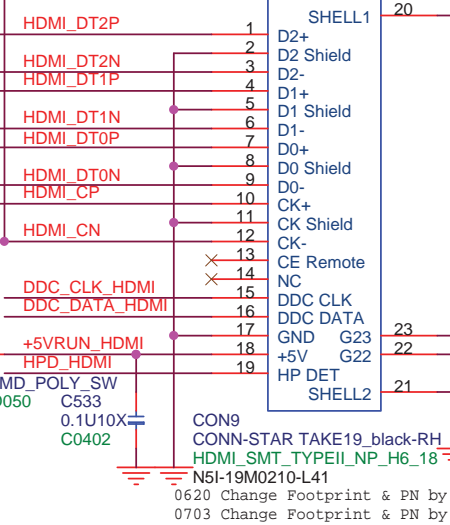 SHELL1 20
HDMI_DT2P 1 D2+
2 D2 Shield
HDMI_DT2N 3 D2-
HDMI_DT1P 4 D1+
5 D1 Shield
HDMI_DT1N 6 D1-
HDMI_DT0P 7 D0+
8 D0 Shield
HDMI_DT0N 9 D0-
HDMI_CP 10 CK+
11 CK Shield
HDMI_CN 12 CK-
13 CE Remote
14 NC
DDC_CLK_HDMI 15 DDC CLK
DDC_DATA_HDMI 16 DDC DATA
17 GND G23 23
+5VRUN_HDMI 18 +5V G22 22
HPD_HDMI 19 HP DET
SHELL2 21
MD_POLY_SW
050 C533
0.1U10X
C0402
CON9
CONN-STAR TAKE19_black-RH
HDMI_SMT_TYPEII_NP_H6_18
N5I-19M0210-L41
0620 Change Footprint & PN by
0703 Change Footprint & PN by